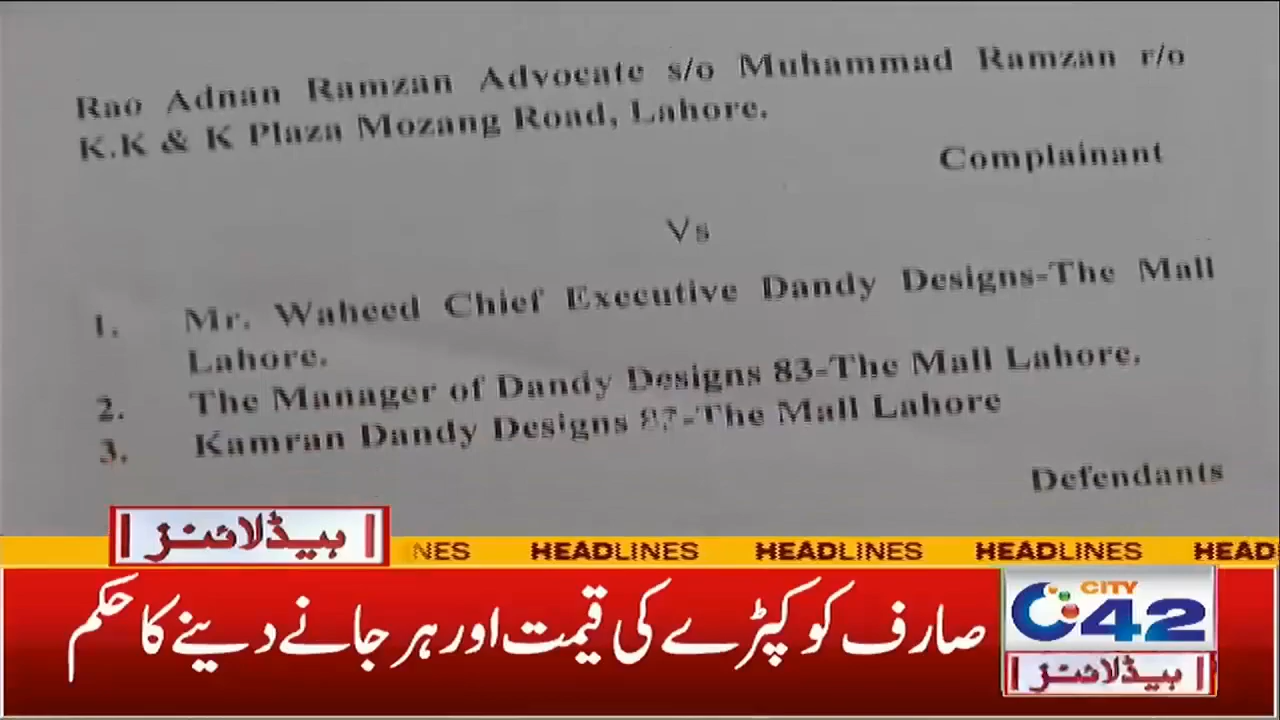 Rao Adnan Ramzan Advocate s/o Muhammad Ramzan r/o
K.K & K Plaza Mozang Road, Lahore.
Complainant
Vs
1. Mr. Waheed Chief Executive Dandy Designs-The Mall
Lahore.
2. The Manager of Dandy Designs 83-The Mall Lahore.
3. Kamran Dandy Designs 87-The Mall Lahore
Defendants
ہیڈلائنز
NES HEADLINES HEADLINES HEADLINES HEAD
صارف کو کپڑے کی قیمت اور ہرجانے دینے کا حکم
CITY
42
ہیڈلائنز